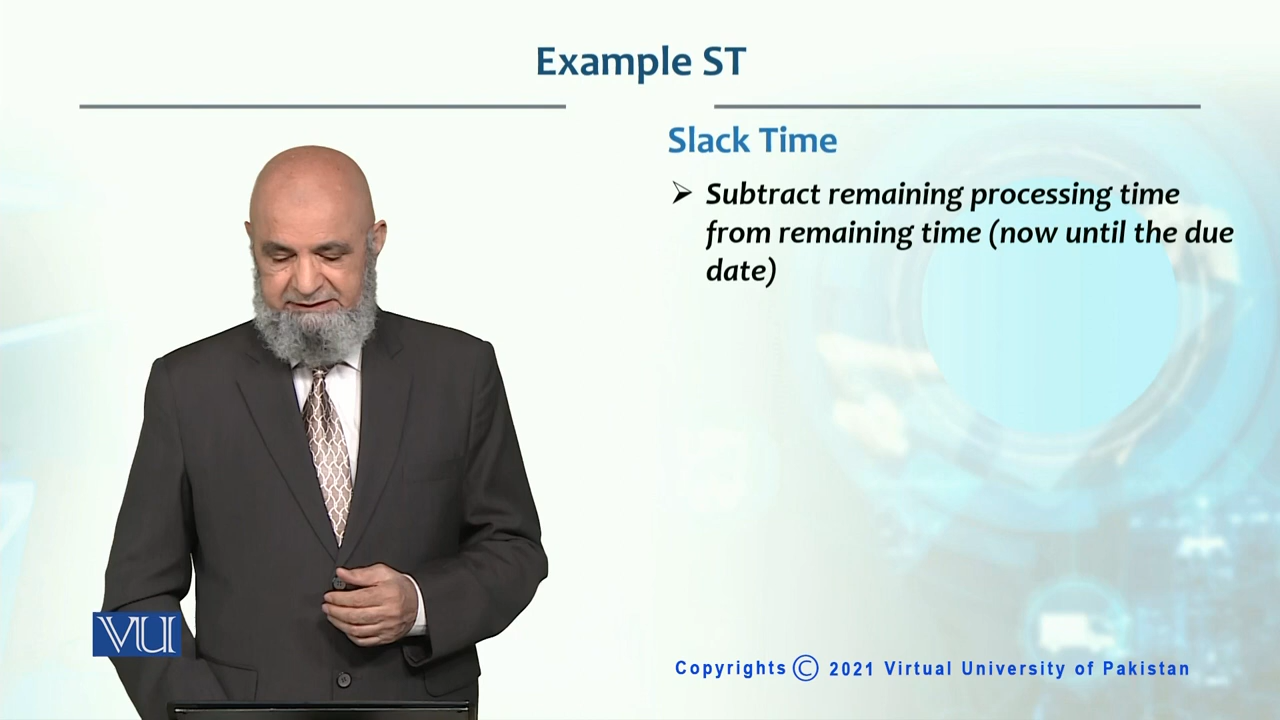 Example ST
Slack Time
Subtract remaining processing time
from remaining time (now until the due
date)
VU
Copyrights © 2021 Virtual University of Pakistan